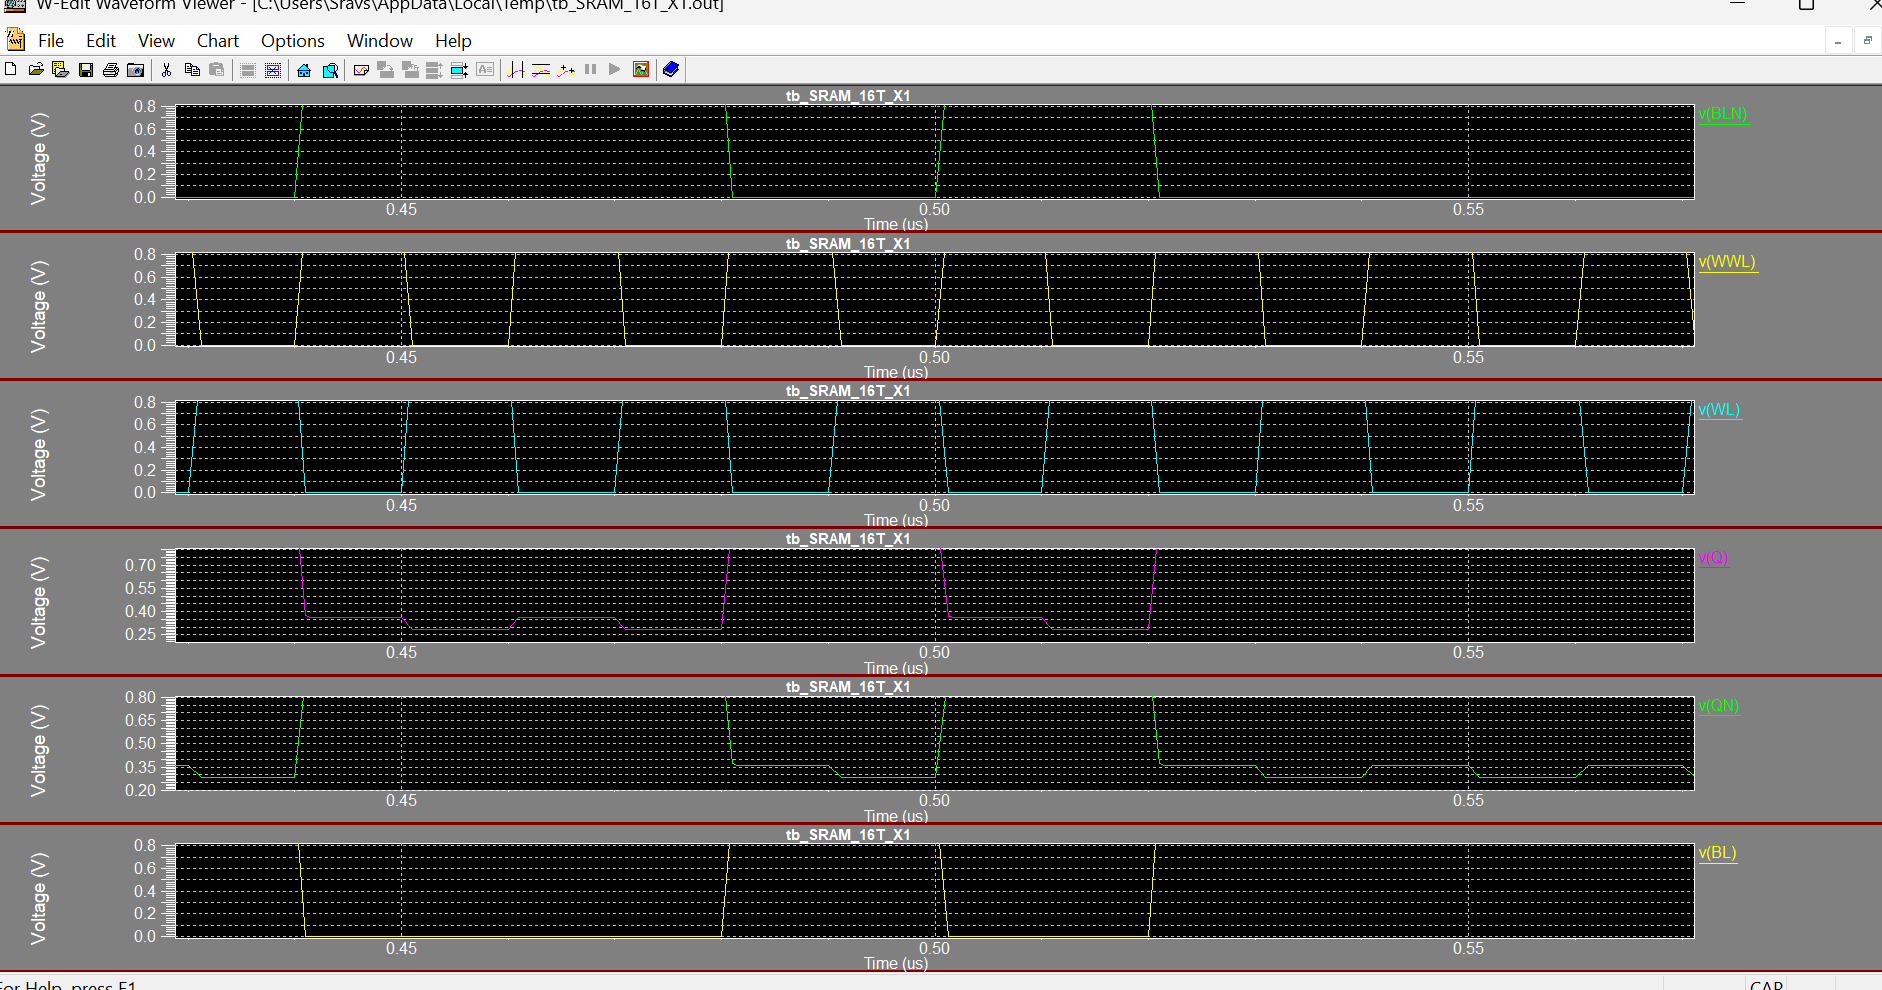 W-Edit Waveform Viewer - [C:\Users\Sravs\AppData\Local\Temp\tb_SRAM_16T_X1.out]
File Edit View Chart Options Window Help
tb_SRAM_16T_X1
Voltage (V)
0.8
0.6
0.4
0.2
0.0
v(BLN)
0.45 0.50 0.55
Time (us)
tb_SRAM_16T_X1
Voltage (V)
0.8
0.6
0.4
0.2
0.0
v(WWL)
0.45 0.50 0.55
Time (us)
tb_SRAM_16T_X1
Voltage (V)
0.8
0.6
0.4
0.2
0.0
v(WL)
0.45 0.50 0.55
Time (us)
tb_SRAM_16T_X1
Voltage (V)
0.70
0.55
0.40
0.25
v(Q)
0.45 0.50 0.55
Time (us)
tb_SRAM_16T_X1
Voltage (V)
0.80
0.65
0.50
0.35
0.20
v(QN)
0.45 0.50 0.55
Time (us)
tb_SRAM_16T_X1
Voltage (V)
0.8
0.6
0.4
0.2
0.0
v(BL)
0.45 0.50 0.55
Time (us)
For Help, press F1
CAP